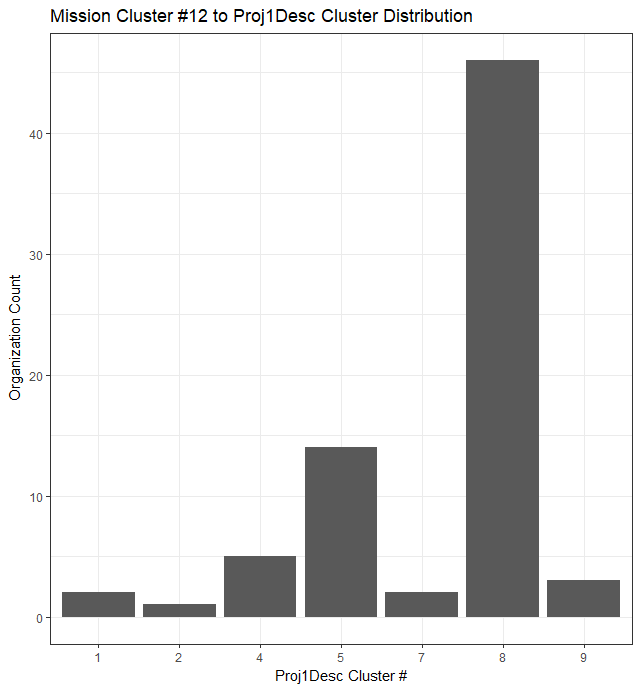 Mission Cluster #12 to Proj1Desc Cluster Distribution
Organization Count
40
30
20
10
0
1 2 4 5 7 8 9
Proj1Desc Cluster #